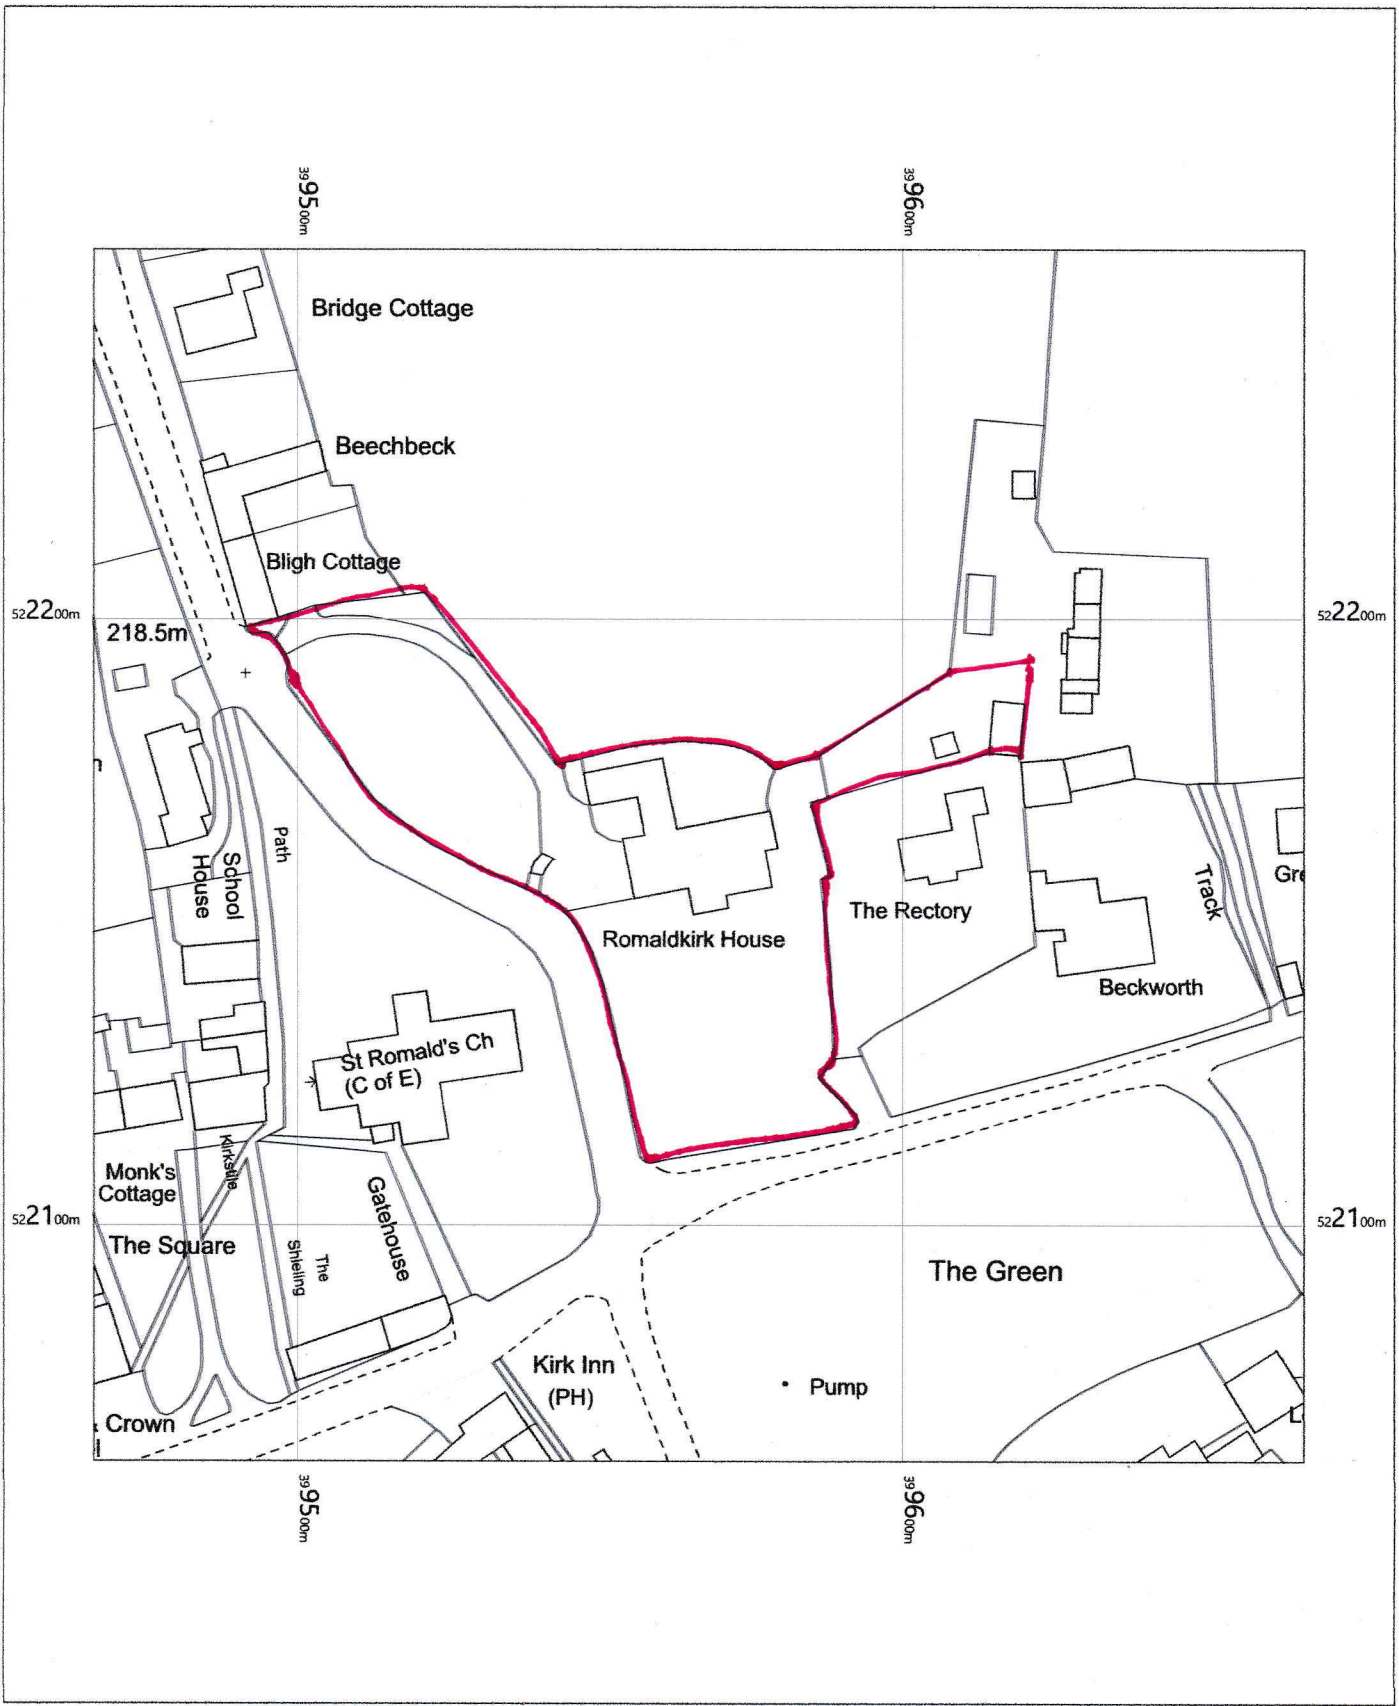 3995 00m
3996 00m
Bridge Cottage
Beechbeck
Bligh Cottage
5222 00m
218.5m
5222 00m
Path
School
House
The Rectory
Track
Gre
Romaldkirk House
Beckworth
St Romald's Ch
(C of E)
Kirkstile
Monk's
Cottage
Gatehouse
5221 00m
5221 00m
The Square
The
Shieling
The Green
Kirk Inn
(PH)
Pump
Crown
3995 00m
3996 00m